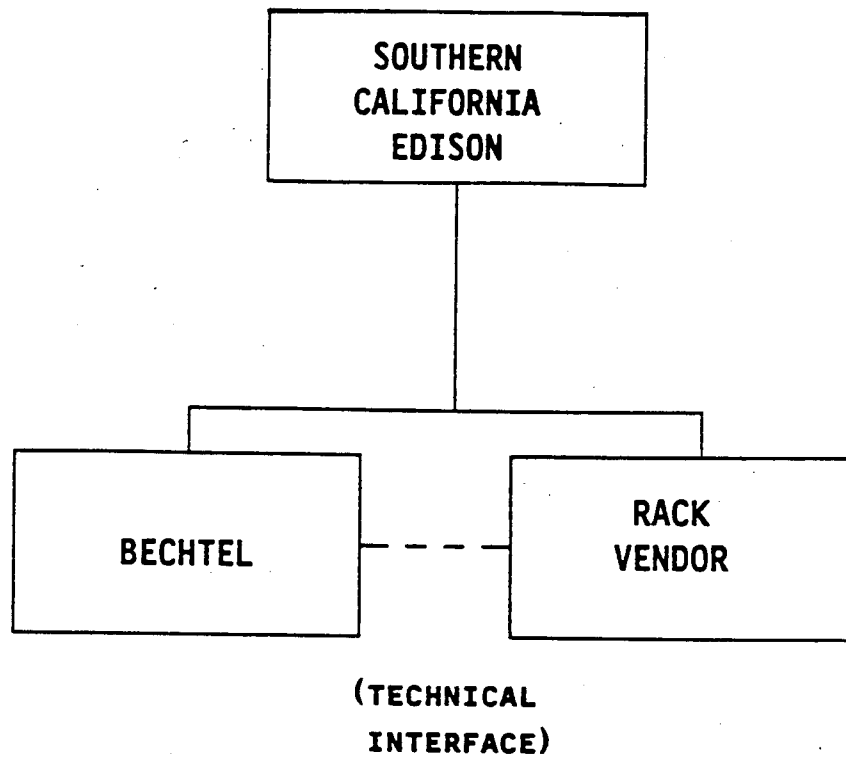 SOUTHERN
CALIFORNIA
EDISON
BECHTEL
RACK
VENDOR
(TECHNICAL
INTERFACE)